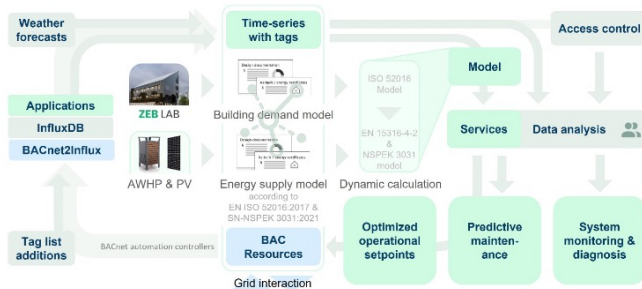 Weather
forecasts
Time-series
with tags
Access control
ISO 52016
Model
Model
Applications
InfluxDB
BACnet2Influx
ZEB LAB
Building demand model
EN 15316-4-2
&
NSPEK 3031
model
Services
Data analysis
AWHP & PV
Energy supply model
according to
EN ISO 52016:2017 &
SN-NSPEK 3031:2021
Dynamic calculation
Tag list
additions
BACnet automation controllers
BAC
Resources
Grid interaction
Optimized
operational
setpoints
Predictive
mainten-
ance
System
monitoring &
diagnosis